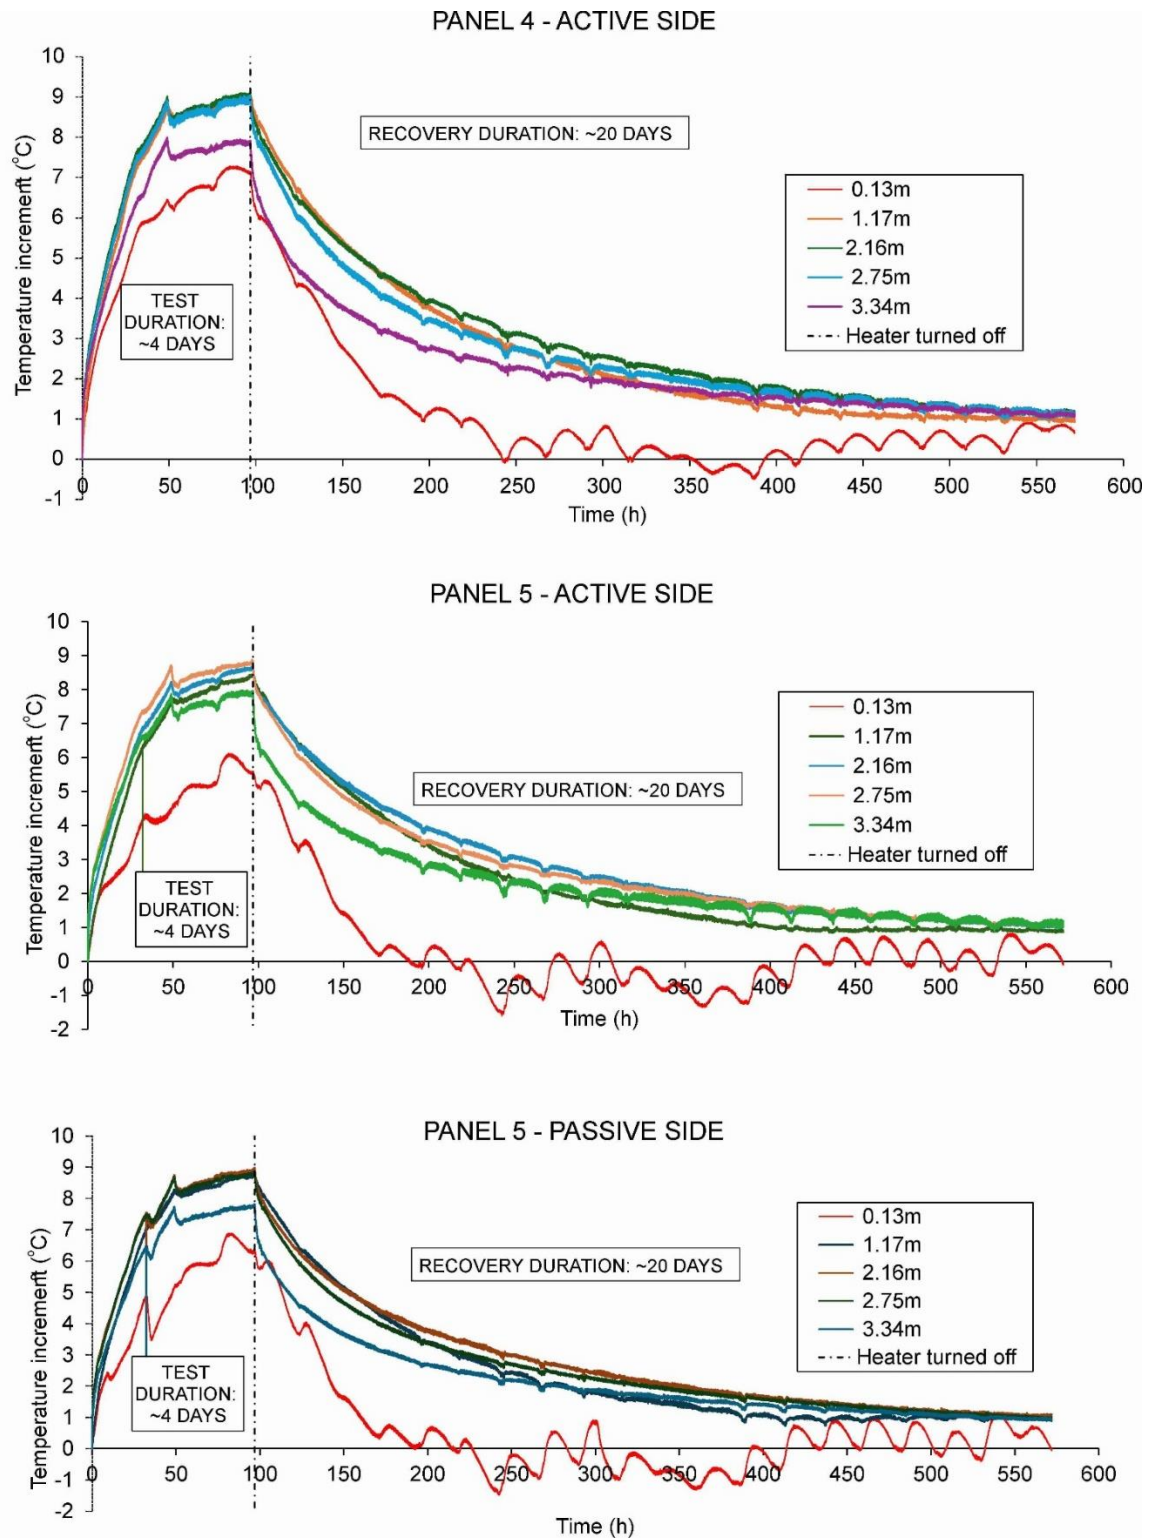 PANEL 4 - ACTIVE SIDE
10
9
8
7
6
5
4
3
2
1
0
-1
Temperature increment (°C)
RECOVERY DURATION: ~20 DAYS
TEST
DURATION:
~4 DAYS
0.13m
1.17m
2.16m
2.75m
3.34m
Heater turned off
0 50 100 150 200 250 300 350 400 450 500 550 600
Time (h)
PANEL 5 - ACTIVE SIDE
10
9
8
7
6
5
4
3
2
1
0
-1
-2
Temperature increment (°C)
RECOVERY DURATION: ~20 DAYS
TEST
DURATION:
~4 DAYS
0.13m
1.17m
2.16m
2.75m
3.34m
Heater turned off
0 50 100 150 200 250 300 350 400 450 500 550 600
Time (h)
PANEL 5 - PASSIVE SIDE
10
9
8
7
6
5
4
3
2
1
0
-1
-2
Temperature increment (°C)
RECOVERY DURATION: ~20 DAYS
TEST
DURATION:
~4 DAYS
0.13m
1.17m
2.16m
2.75m
3.34m
Heater turned off
0 50 100 150 200 250 300 350 400 450 500 550 600
Time (h)